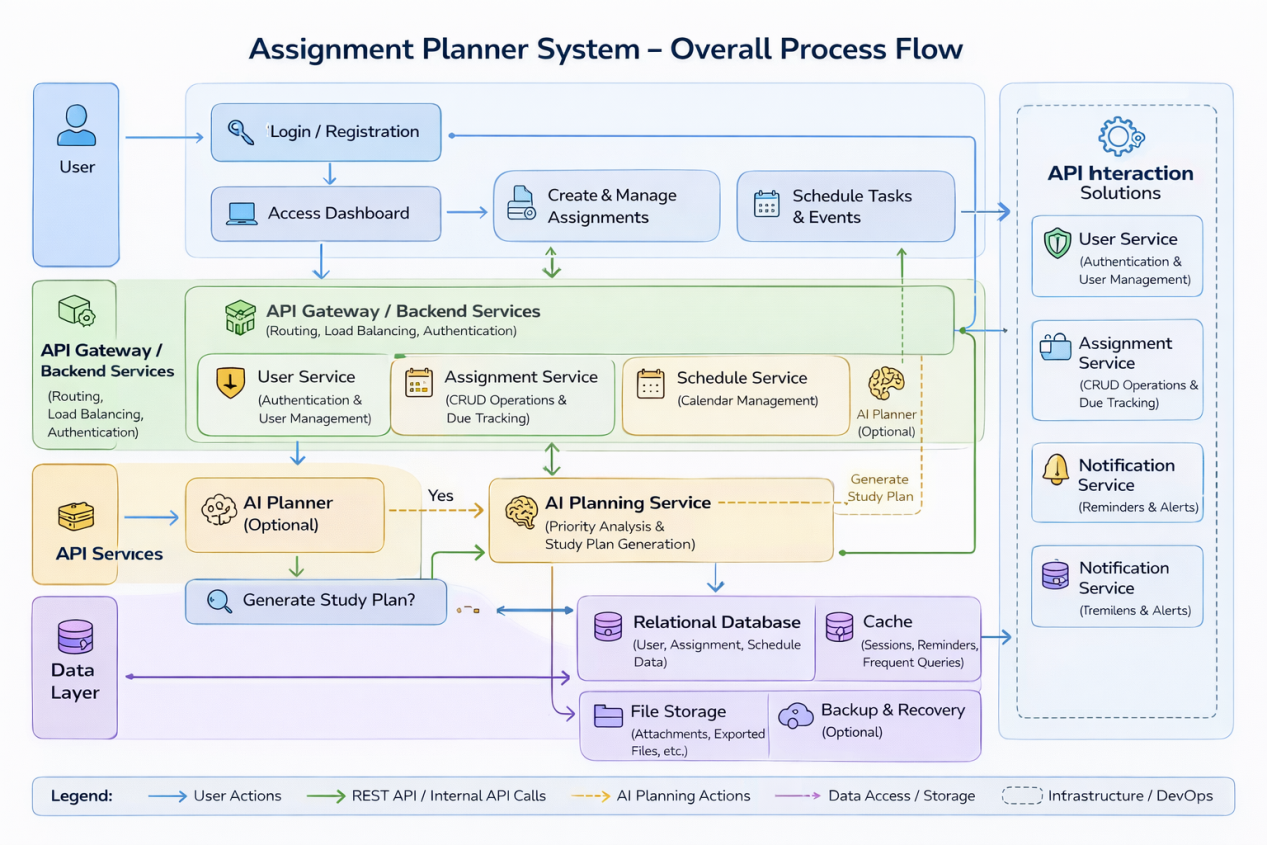 Assignment Planner System – Overall Process Flow
User
Login / Registration
Access Dashboard
Create & Manage
Assignments
Schedule Tasks
& Events
API Gateway /
Backend Services
(Routing,
Load Balancing,
Authentication)
API Gateway / Backend Services
(Routing, Load Balancing, Authentication)
User Service
(Authentication &
User Management)
Assignment Service
(CRUD Operations &
Due Tracking)
Schedule Service
(Calendar Management)
AI Planner
(Optional)
API Services
AI Planner
(Optional)
Yes
AI Planning Service
(Priority Analysis &
Study Plan Generation)
Generate
Study Plan
Generate Study Plan?
Data
Layer
Relational Database
(User, Assignment, Schedule
Data)
Cache
(Sessions, Reminders,
Frequent Queries)
File Storage
(Attachments, Exported
Files, etc.)
Backup & Recovery
(Optional)
API Interaction
Solutions
User Service
(Authentication &
User Management)
Assignment
Service
(CRUD Operations &
Due Tracking)
Notification
Service
(Reminders & Alerts)
Notification
Service
(Tremilens & Alerts)
Legend:
User Actions
REST API / Internal API Calls
AI Planning Actions
Data Access / Storage
Infrastructure / DevOps